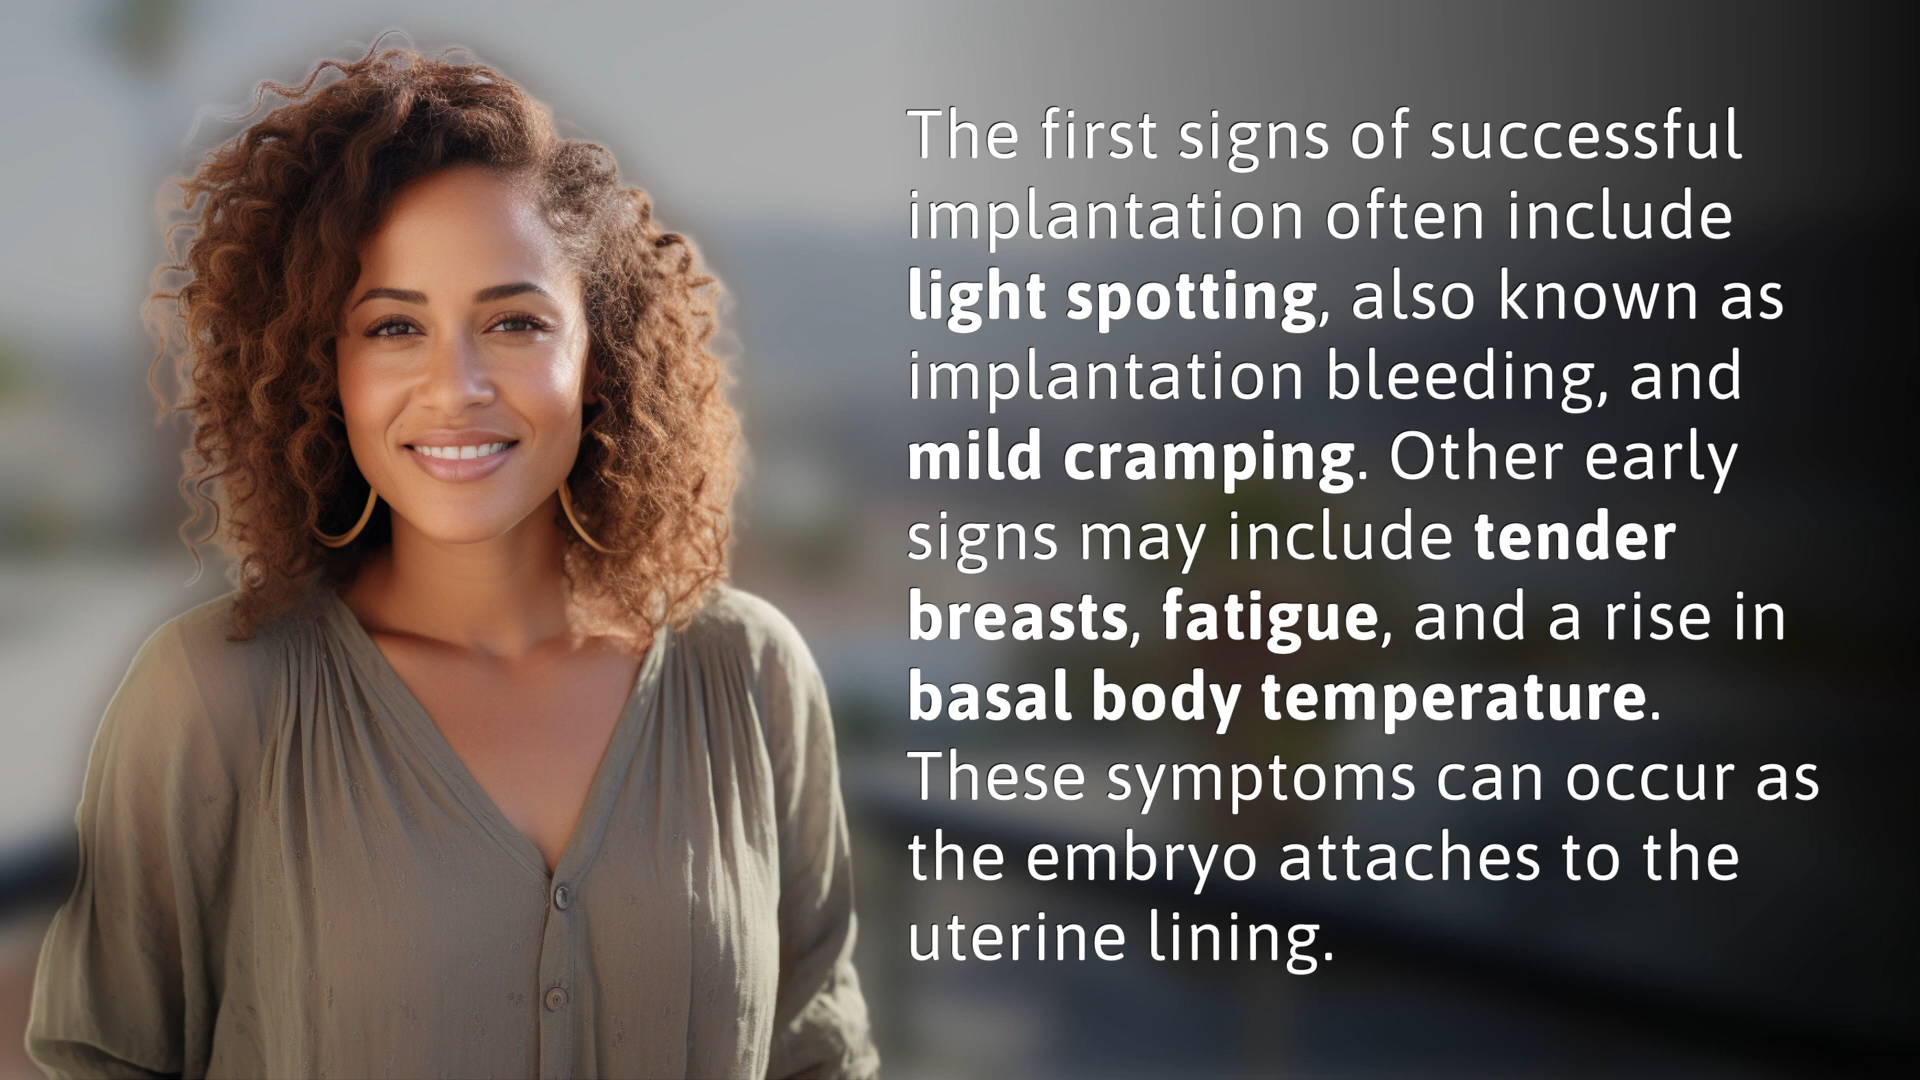 The first signs of successful
implantation often include
light spotting, also known as
implantation bleeding, and
mild cramping. Other early
signs may include tender
breasts, fatigue, and a rise in
basal body temperature.
These symptoms can occur as
the embryo attaches to the
uterine lining.